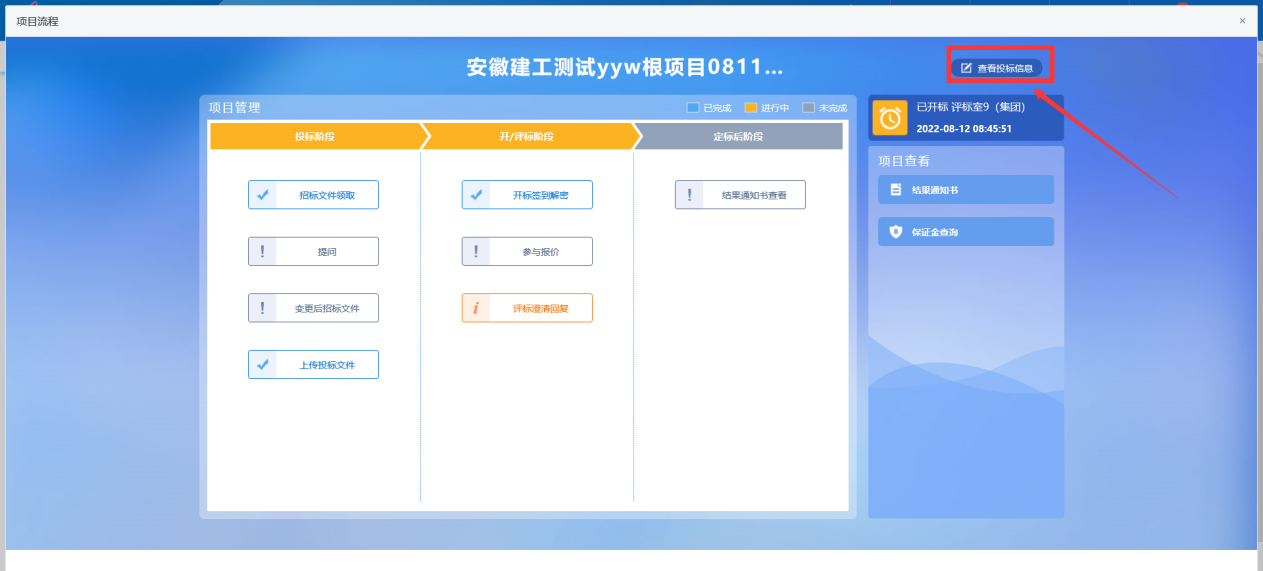 项目流程
×
安徽建工测试yyw根项目0811...
查看投标信息
项目管理
已完成 进行中 未完成
投标阶段
开/评标阶段
定标后阶段
招标文件领取
提问
变更后招标文件
上传投标文件
开标签到解密
参与报价
评标澄清回复
结果通知书查看
已开标 评标室9（集团）
2022-08-12 08:45:51
项目查看
结果通知书
保证金查询